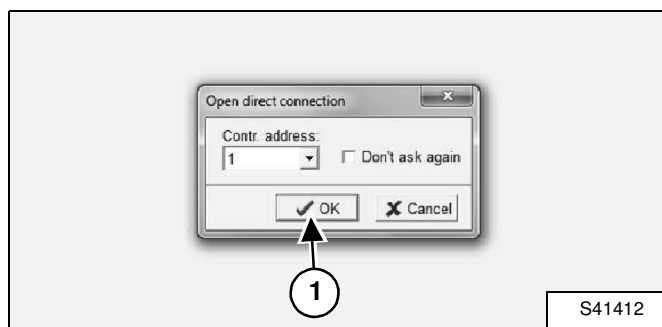 Open direct connection
Contr. address:
1
Don't ask again
OK
Cancel
1
S41412